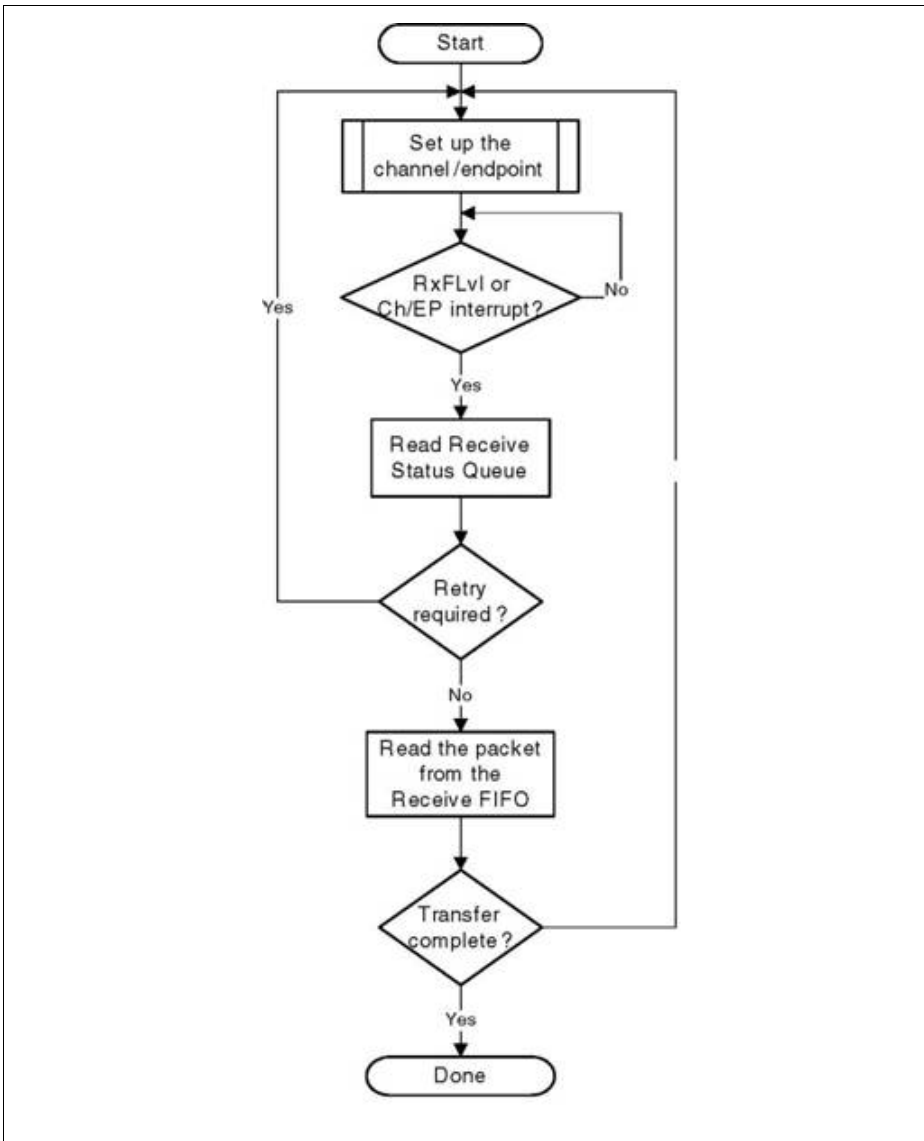 Start
Set up the
channel/endpoint
RxFLvl or
Ch/EP interrupt?
No
Yes
Yes
Read Receive
Status Queue
Retry
required ?
No
Read the packet
from the
Receive FIFO
Transfer
complete ?
Yes
Done